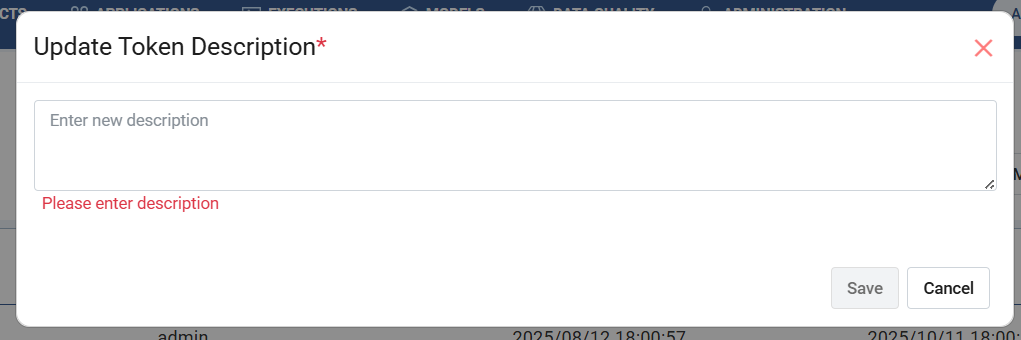 CTS APPLICATIONS EXECUTIONS MODELS DATA QUALITY ADMINISTRATION A
Update Token Description*
Enter new description
Please enter description
Save Cancel
admin 2025/08/12 18:00:57 2025/10/11 18:00: